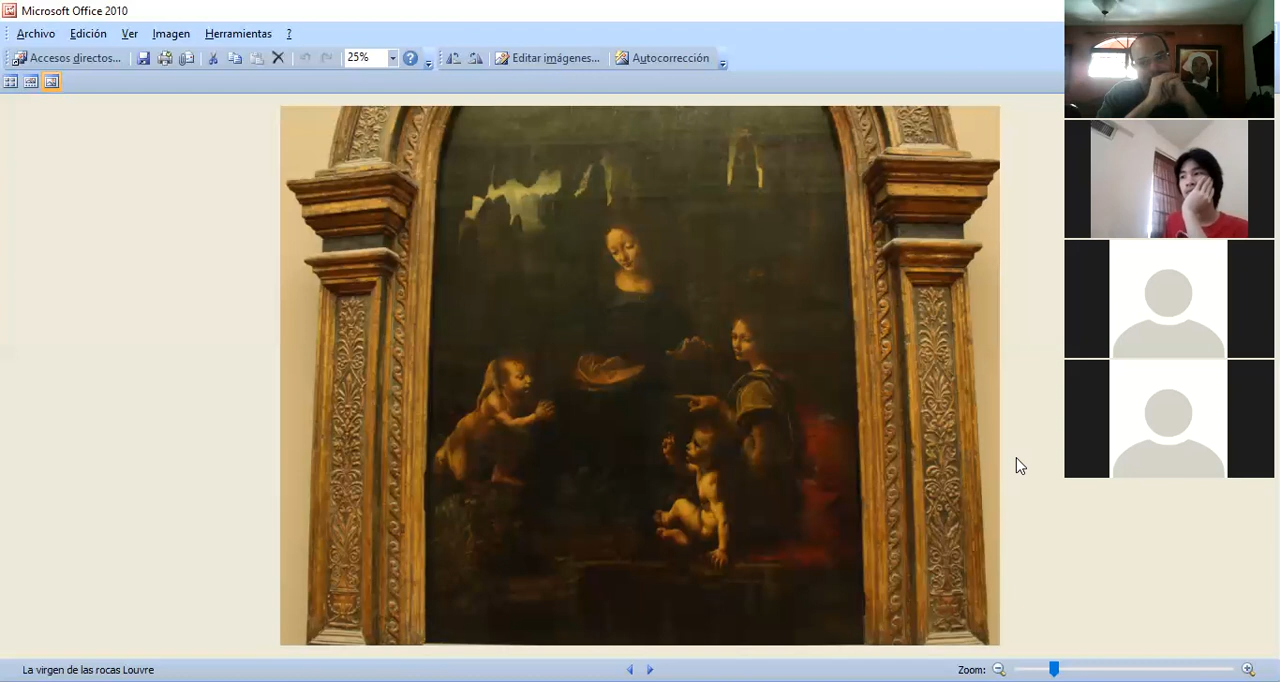 Microsoft Office 2010
Archivo Edición Ver Imagen Herramientas ?
Accesos directos... 25% Editar imágenes... Autocorrección
La virgen de las rocas Louvre Zoom: